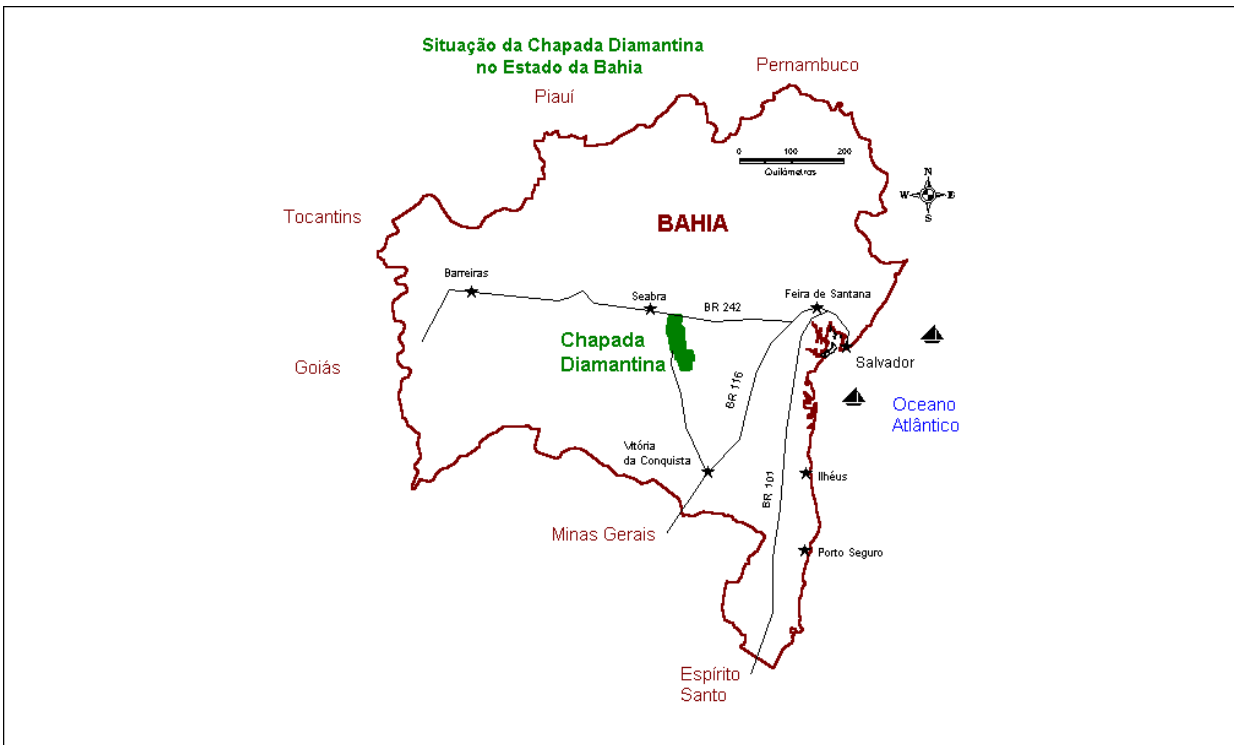 Situação da Chapada Diamantina
no Estado da Bahia
Pernambuco
Piauí
0 100 200
Quilômetros
N
W E
S
Tocantins
BAHIA
Barreiras
Seabra
BR 242
Feira de Santana
Chapada
Diamantina
Goiás
Salvador
BR 116
Oceano
Atlântico
Vitória
da Conquista
BR 101
Ilhéus
Minas Gerais
Porto Seguro
Espírito
Santo